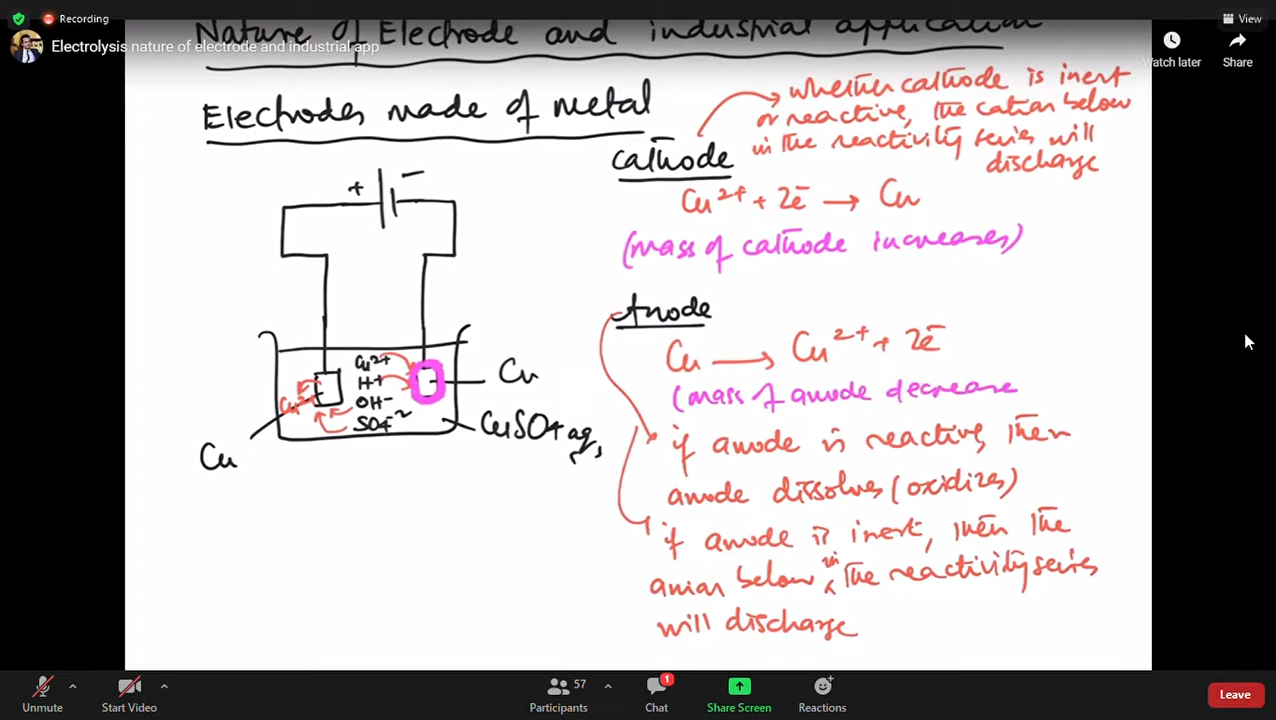 Recording
View
Nature of Electrode and industrial application
Electrolysis nature of electrode and industrial app
Watch later
Share
Electrodes made of metal
whether cathode is inert
or reactive, the cation below
in the reactivity series will
discharge
Cathode
Cu²⁺ + 2e⁻ → Cu
(mass of cathode increases)
+ −
Anode
Cu → Cu²⁺ + 2e⁻
(mass of anode decrease
if anode is reactive then
anode dissolves (oxidizes)
if anode is inert, then the
anion below in the reactivity series
will discharge
Cu²⁺
H⁺
OH⁻
SO₄⁻²
Cu
CuSO₄ aq,
Cu
Unmute
Start Video
57
Participants
1
Chat
Share Screen
Reactions
Leave